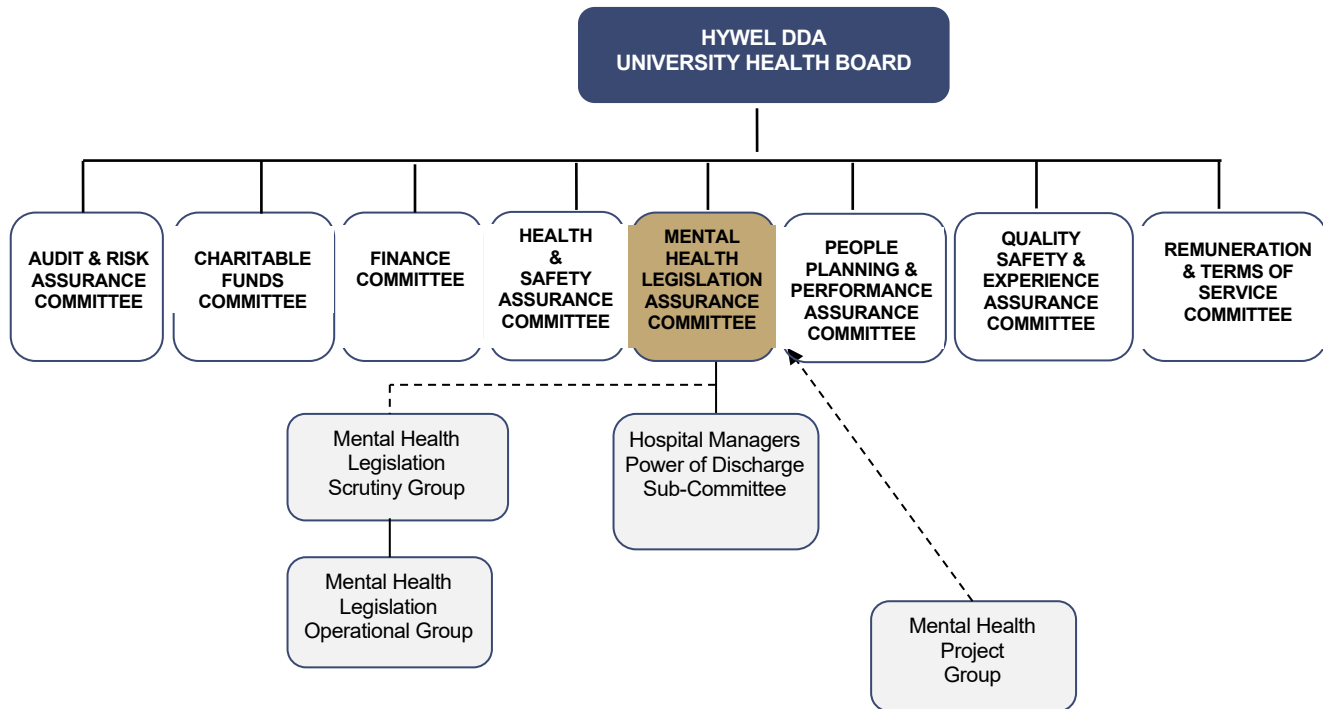 HYWEL DDA
UNIVERSITY HEALTH BOARD
AUDIT & RISK
ASSURANCE
COMMITTEE
CHARITABLE
FUNDS
COMMITTEE
FINANCE
COMMITTEE
HEALTH
&
SAFETY
ASSURANCE
COMMITTEE
MENTAL
HEALTH
LEGISLATION
ASSURANCE
COMMITTEE
PEOPLE
PLANNING &
PERFORMANCE
ASSURANCE
COMMITTEE
QUALITY
SAFETY &
EXPERIENCE
ASSURANCE
COMMITTEE
REMUNERATION
& TERMS OF
SERVICE
COMMITTEE
Mental Health
Legislation
Scrutiny Group
Hospital Managers
Power of Discharge
Sub-Committee
Mental Health
Legislation
Operational Group
Mental Health
Project
Group